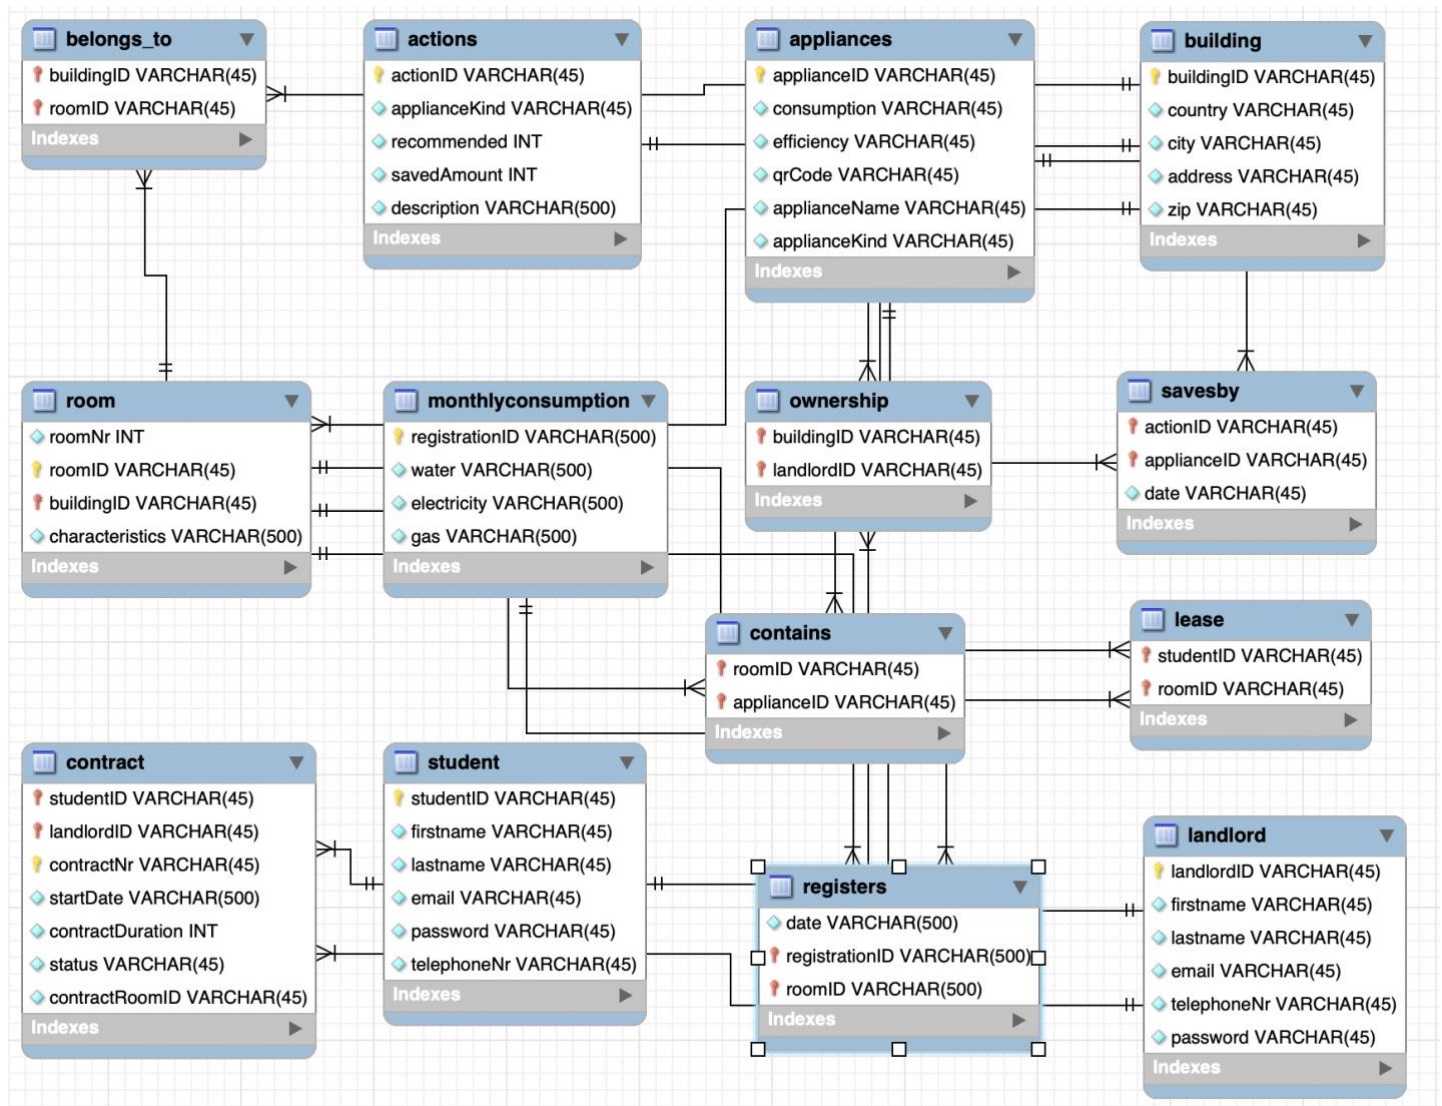 belongs_to
buildingID VARCHAR(45)
roomID VARCHAR(45)
Indexes
actions
actionID VARCHAR(45)
applianceKind VARCHAR(45)
recommended INT
savedAmount INT
description VARCHAR(500)
Indexes
appliances
applianceID VARCHAR(45)
consumption VARCHAR(45)
efficiency VARCHAR(45)
qrCode VARCHAR(45)
applianceName VARCHAR(45)
applianceKind VARCHAR(45)
Indexes
building
buildingID VARCHAR(45)
country VARCHAR(45)
city VARCHAR(45)
address VARCHAR(45)
zip VARCHAR(45)
Indexes
room
roomNr INT
roomID VARCHAR(45)
buildingID VARCHAR(45)
characteristics VARCHAR(500)
Indexes
monthlyconsumption
registrationID VARCHAR(500)
water VARCHAR(500)
electricity VARCHAR(500)
gas VARCHAR(500)
Indexes
ownership
buildingID VARCHAR(45)
landlordID VARCHAR(45)
Indexes
savesby
actionID VARCHAR(45)
applianceID VARCHAR(45)
date VARCHAR(45)
Indexes
contains
roomID VARCHAR(45)
applianceID VARCHAR(45)
Indexes
lease
studentID VARCHAR(45)
roomID VARCHAR(45)
Indexes
contract
studentID VARCHAR(45)
landlordID VARCHAR(45)
contractNr VARCHAR(45)
startDate VARCHAR(500)
contractDuration INT
status VARCHAR(45)
contractRoomID VARCHAR(45)
Indexes
student
studentID VARCHAR(45)
firstname VARCHAR(45)
lastname VARCHAR(45)
email VARCHAR(45)
password VARCHAR(45)
telephoneNr VARCHAR(45)
Indexes
registers
date VARCHAR(500)
registrationID VARCHAR(500)
roomID VARCHAR(500)
Indexes
landlord
landlordID VARCHAR(45)
firstname VARCHAR(45)
lastname VARCHAR(45)
email VARCHAR(45)
telephoneNr VARCHAR(45)
password VARCHAR(45)
Indexes